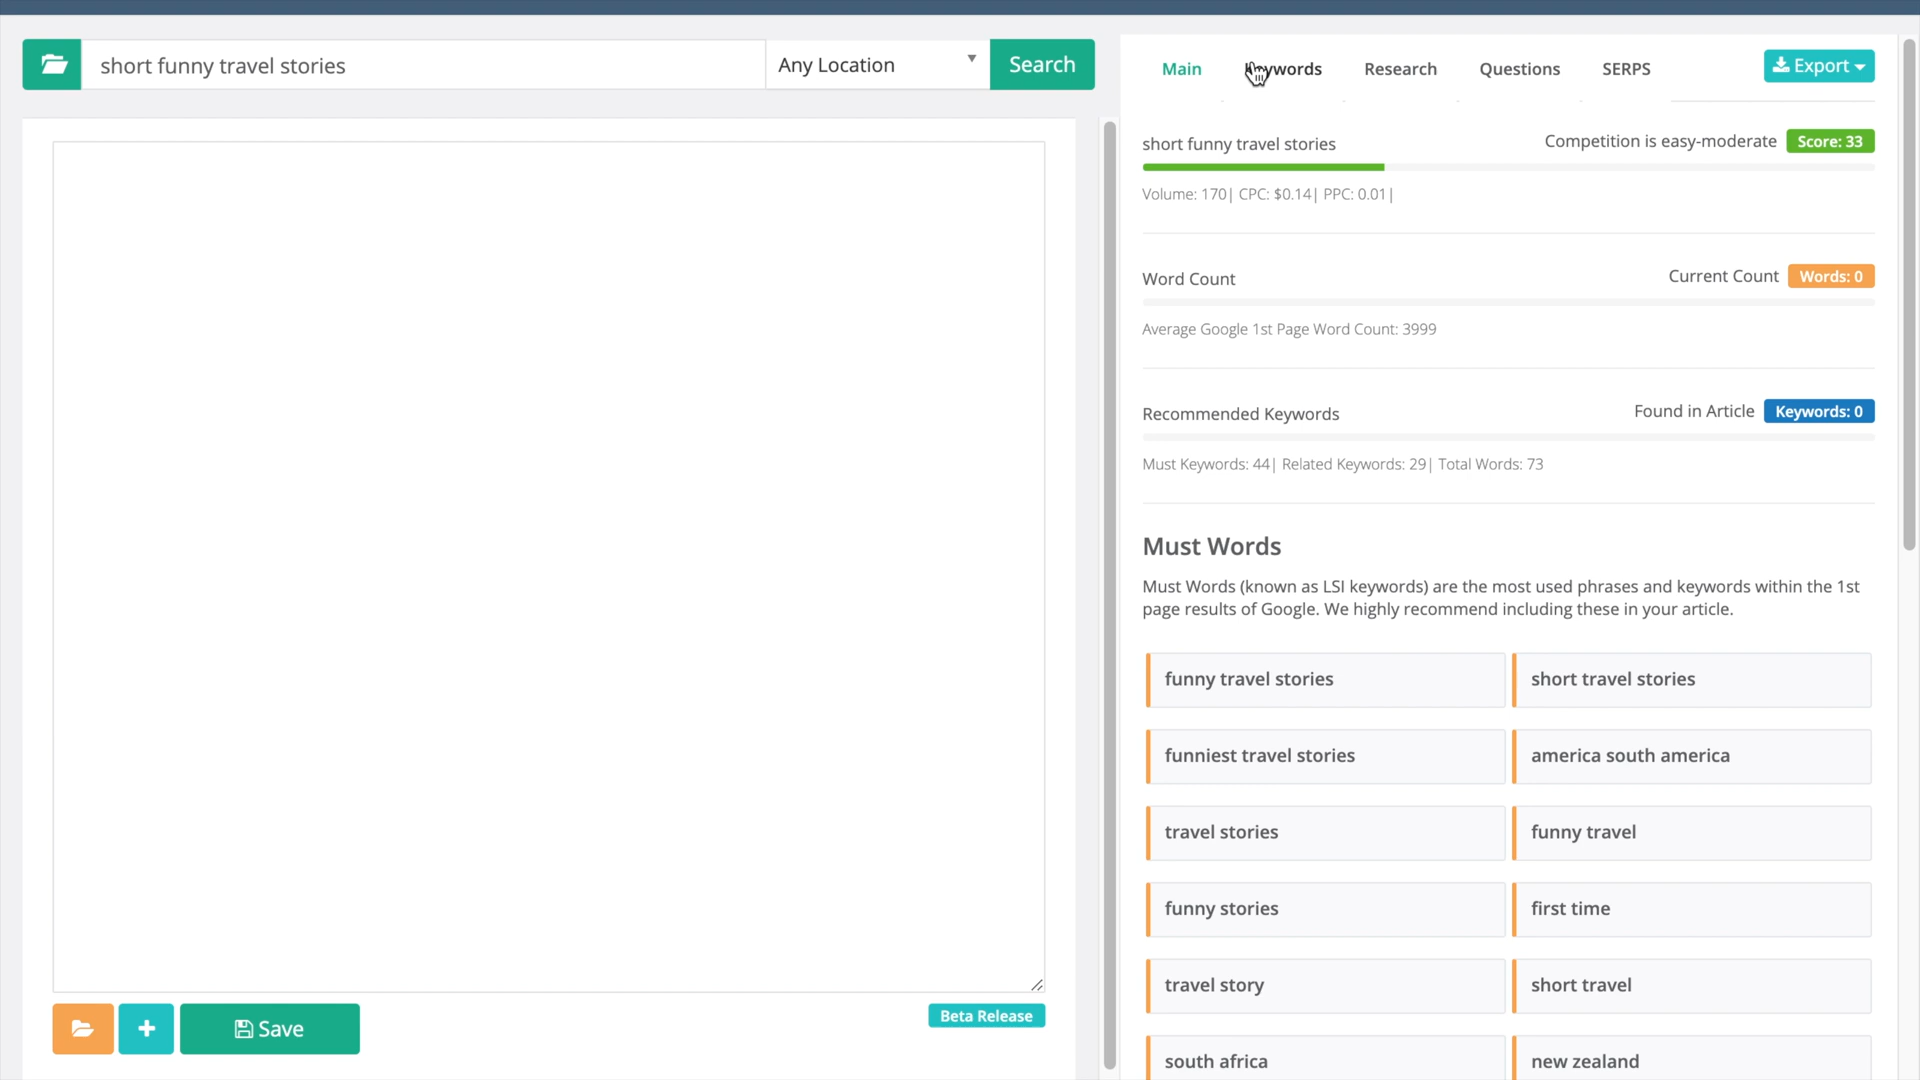 short funny travel stories
Any Location
Search
Main
Keywords
Research
Questions
SERPS
Export
short funny travel stories
Competition is easy-moderate
Score: 33
Volume: 170| CPC: $0.14| PPC: 0.01|
Word Count
Current Count
Words: 0
Average Google 1st Page Word Count: 3999
Recommended Keywords
Found in Article
Keywords: 0
Must Keywords: 44| Related Keywords: 29| Total Words: 73
Must Words
Must Words (known as LSI keywords) are the most used phrases and keywords within the 1st
page results of Google. We highly recommend including these in your article.
funny travel stories
short travel stories
funniest travel stories
america south america
travel stories
funny travel
funny stories
first time
travel story
short travel
south africa
new zealand
Save
Beta Release